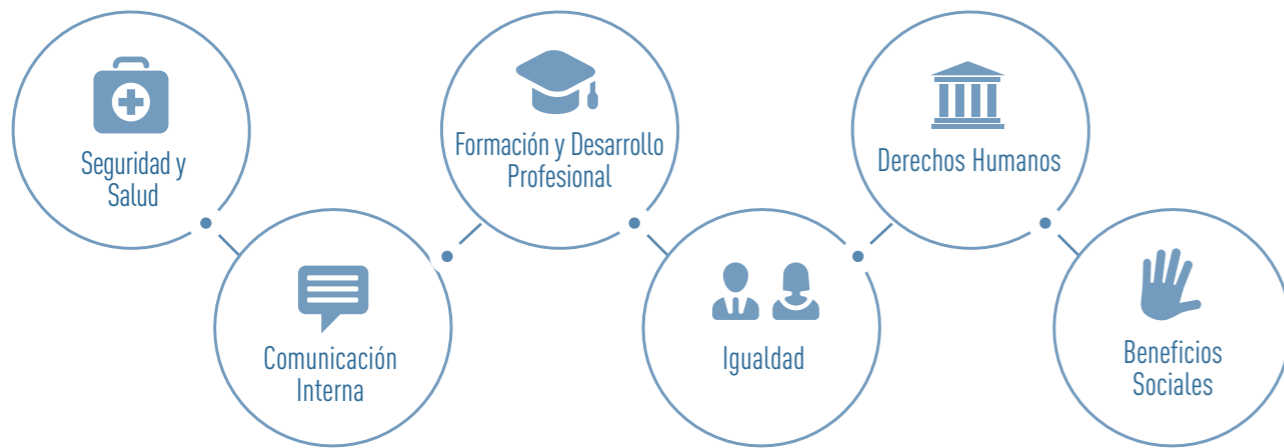 Seguridad y
Salud
Comunicación
Interna
Formación y Desarrollo
Profesional
Igualdad
Derechos Humanos
Beneficios
Sociales